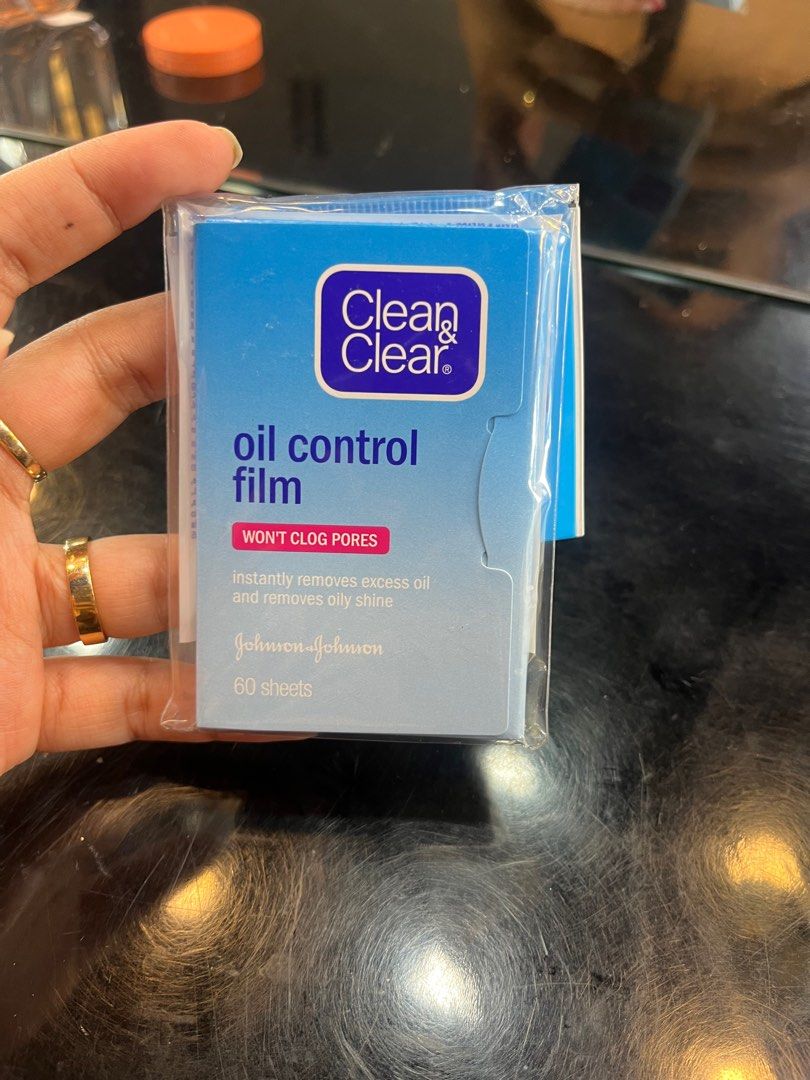 Clean
&
Clear®
oil control
film
WON'T CLOG PORES
instantly removes excess oil
and removes oily shine
Johnson & Johnson
60 sheets